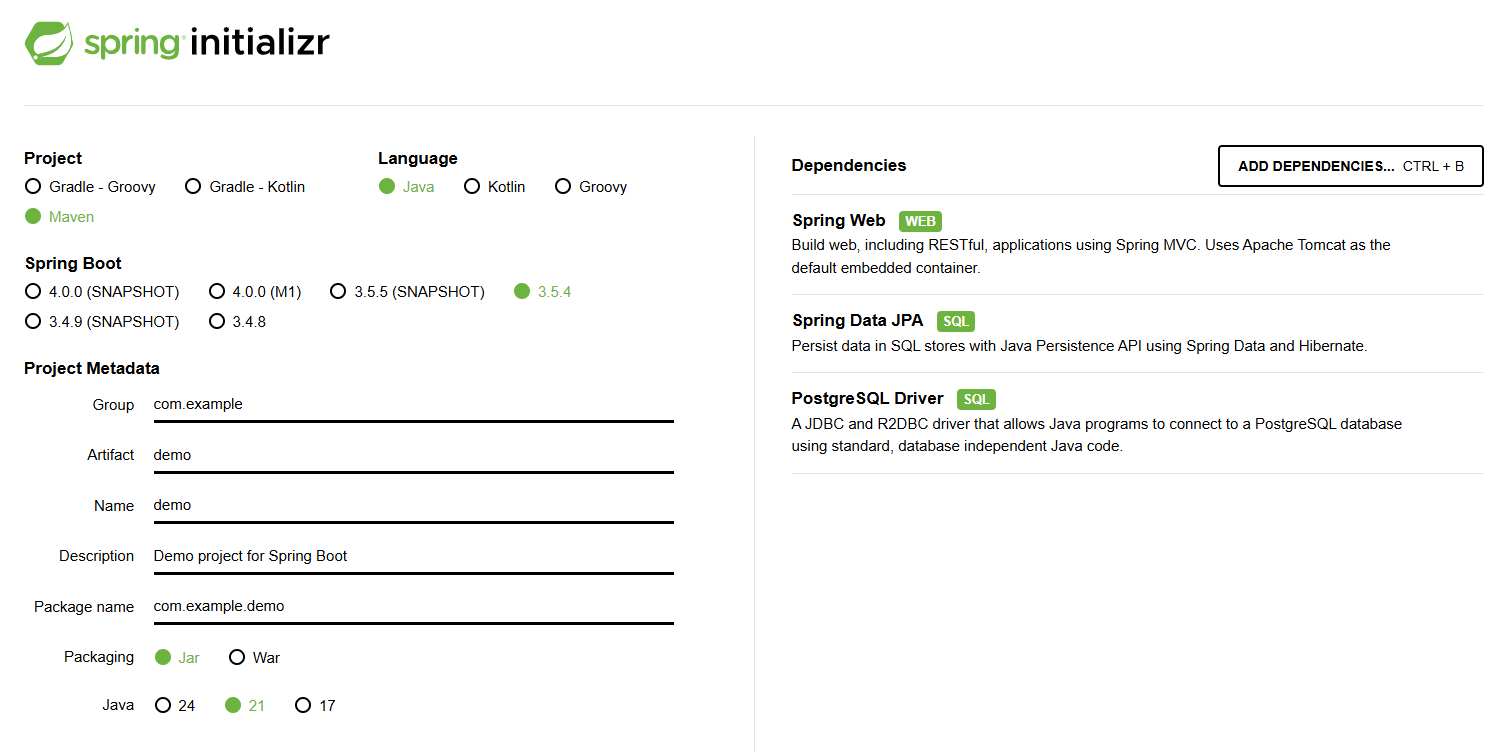 spring initializr
Project
Gradle - Groovy Gradle - Kotlin
Maven
Language
Java Kotlin Groovy
Spring Boot
4.0.0 (SNAPSHOT) 4.0.0 (M1) 3.5.5 (SNAPSHOT) 3.5.4
3.4.9 (SNAPSHOT) 3.4.8
Project Metadata
Group com.example
Artifact demo
Name demo
Description Demo project for Spring Boot
Package name com.example.demo
Packaging Jar War
Java 24 21 17
Dependencies ADD DEPENDENCIES... CTRL + B
Spring Web WEB
Build web, including RESTful, applications using Spring MVC. Uses Apache Tomcat as the
default embedded container.
Spring Data JPA SQL
Persist data in SQL stores with Java Persistence API using Spring Data and Hibernate.
PostgreSQL Driver SQL
A JDBC and R2DBC driver that allows Java programs to connect to a PostgreSQL database
using standard, database independent Java code.